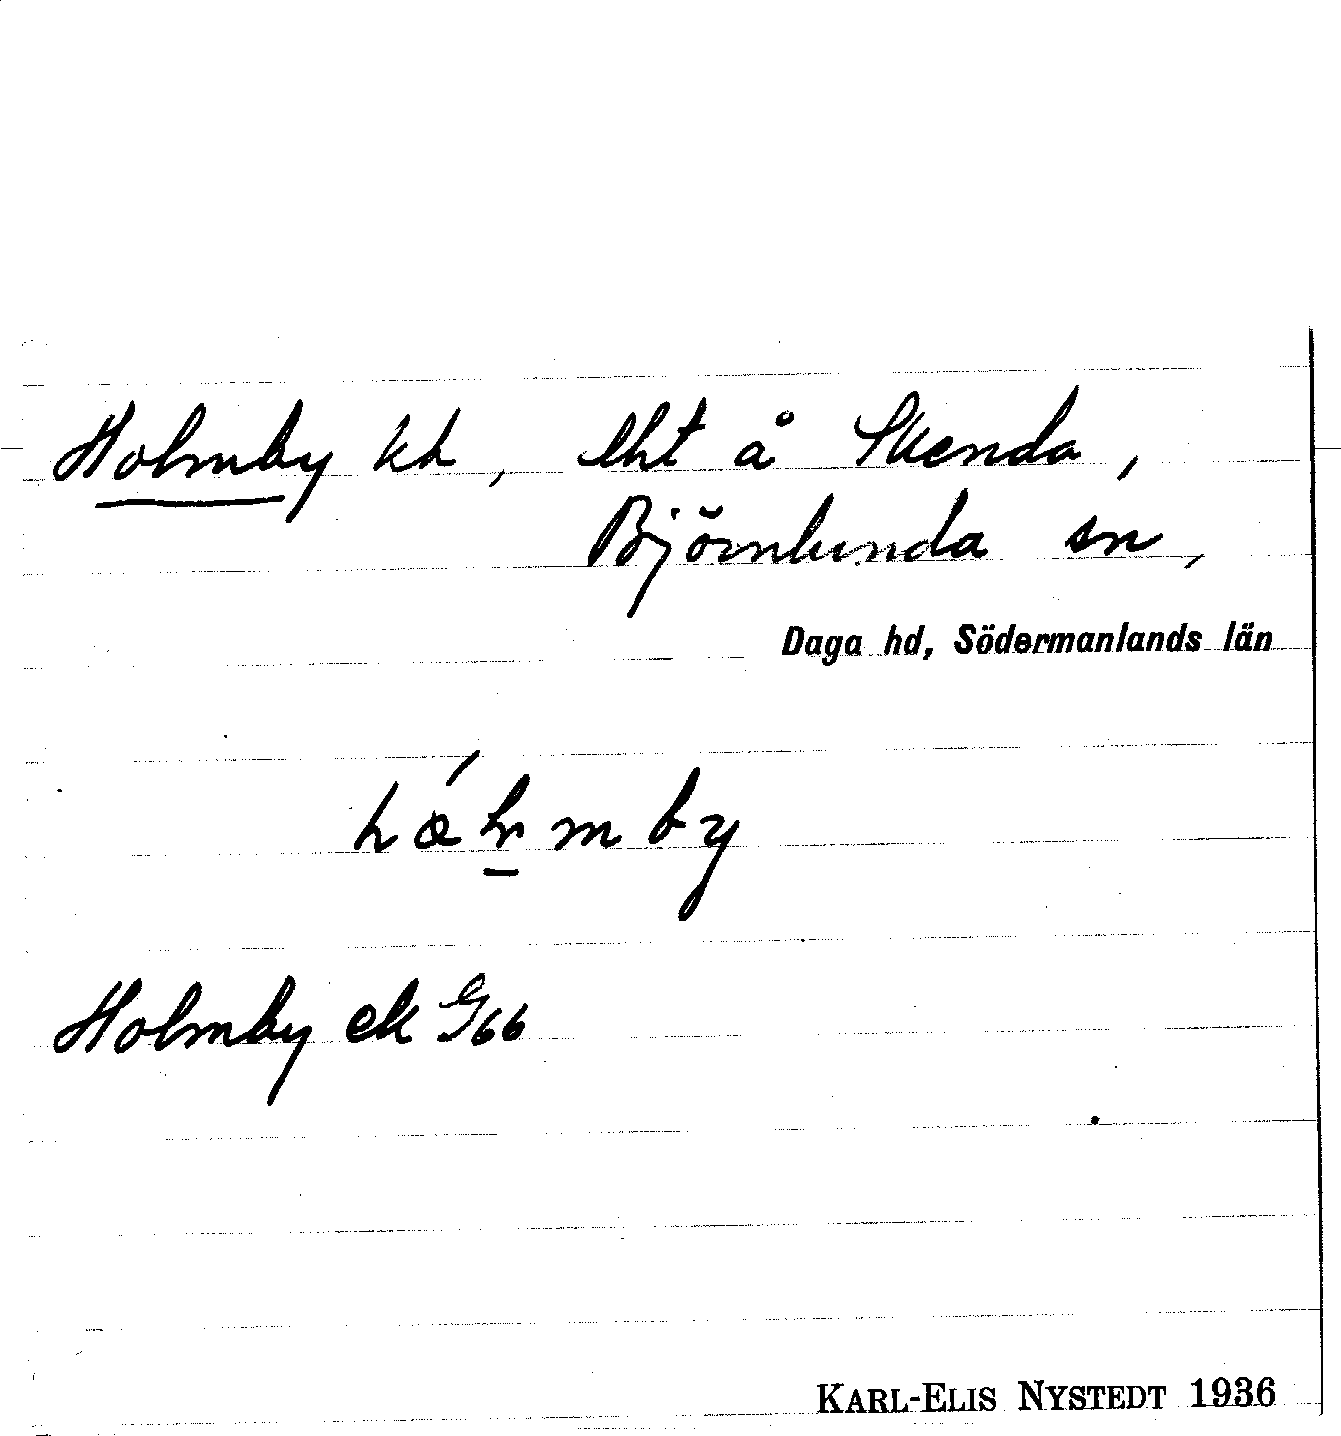 Holmby kh, lht å Skenda,
Björnlunda sn,
Daga hd, Södermanlands län
Holmby ek G66
KARL-ELIS NYSTEDT 1936